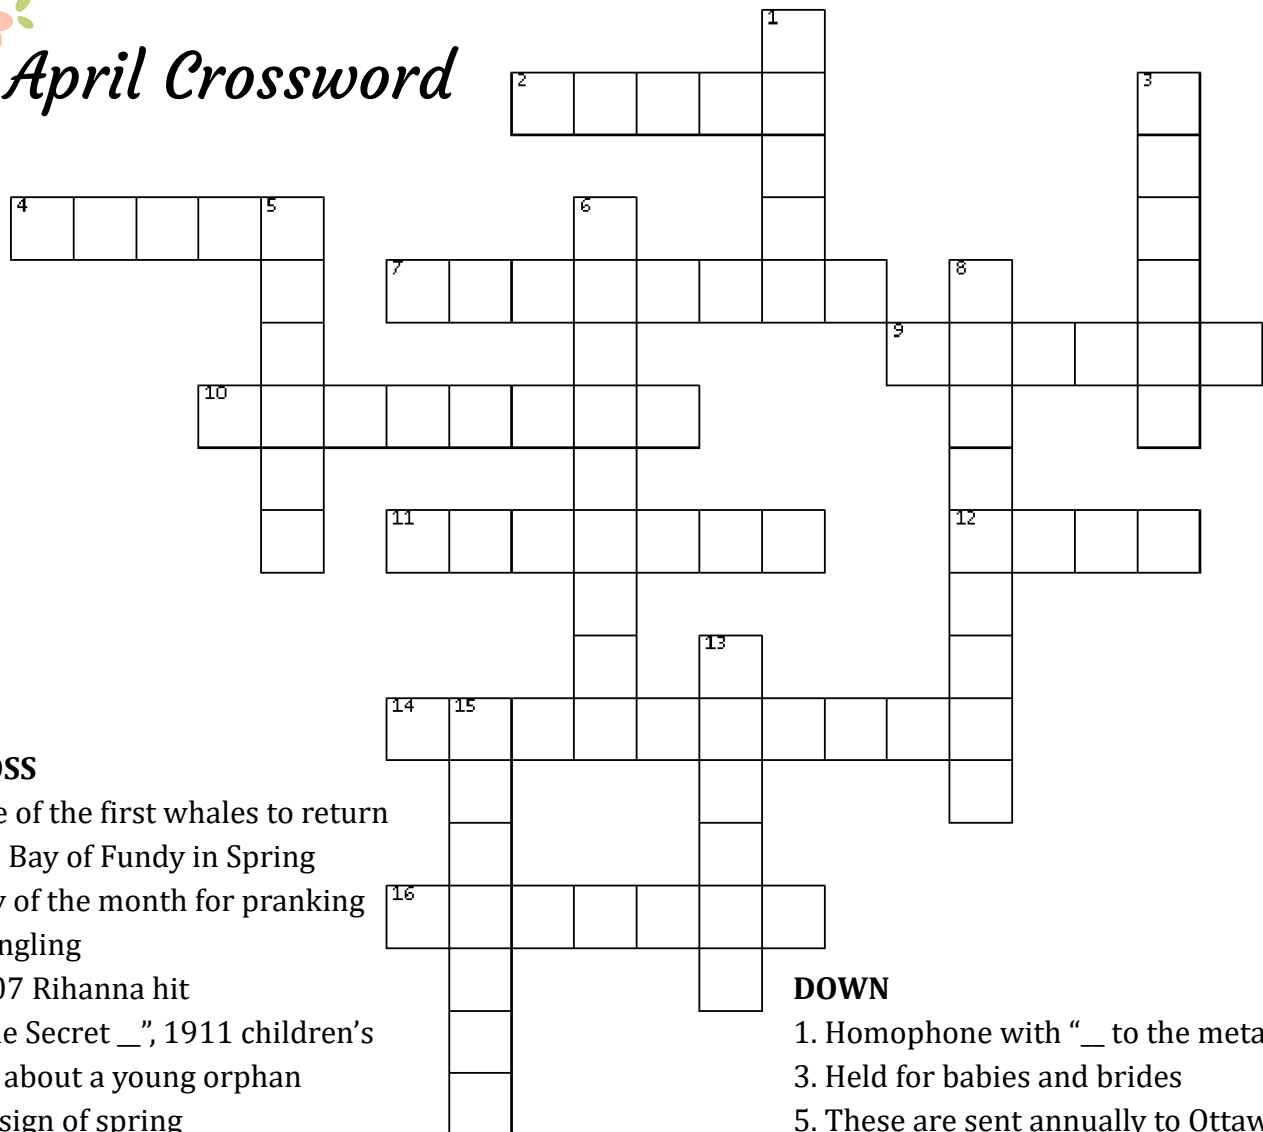 April Crossword
1
2
3
4
5
6
7
8
9
10
11
12
13
14
15
16
OSS
e of the first whales to return
Bay of Fundy in Spring
y of the month for pranking
ngling
07 Rihanna hit
e Secret __”, 1911 children’s
about a young orphan
sign of spring
DOWN
1. Homophone with “__ to the meta
3. Held for babies and brides
5. These are sent annually to Ottaw